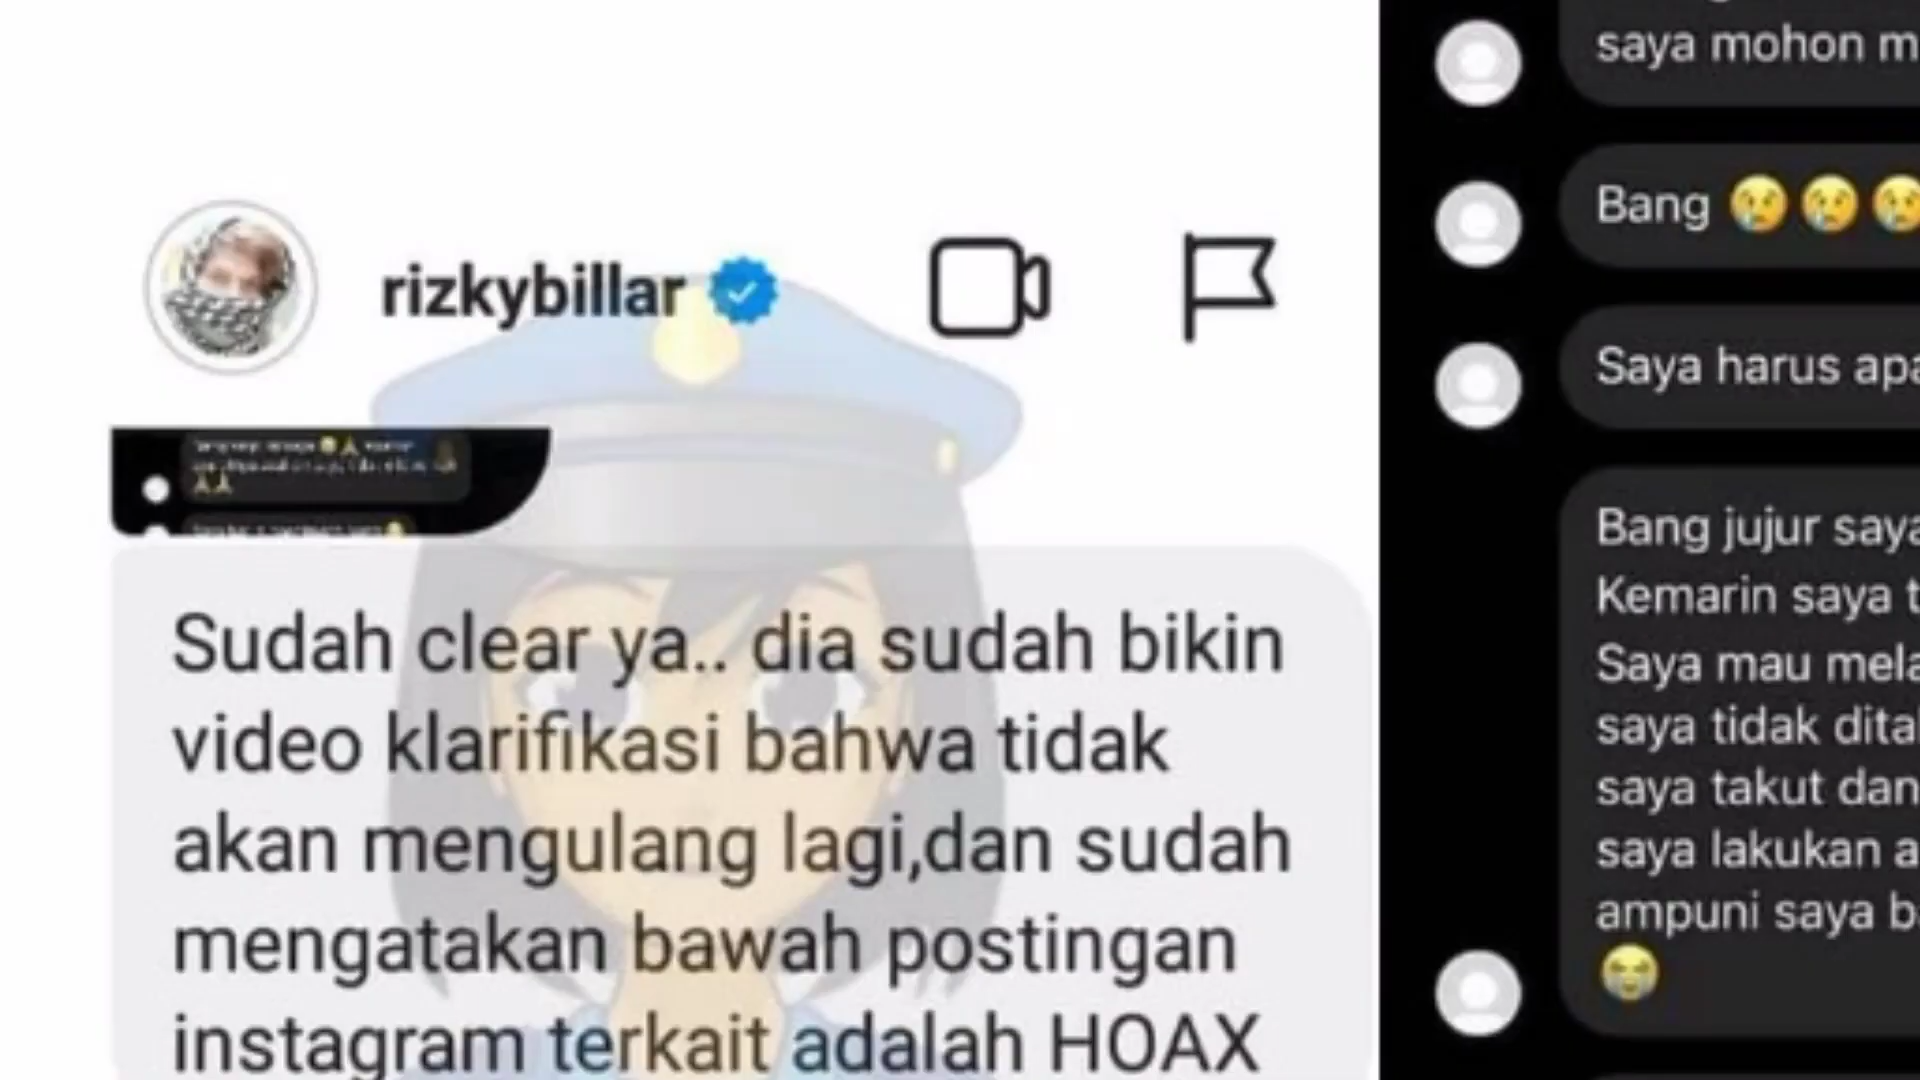 rizkybillar
Sudah clear ya.. dia sudah bikin
video klarifikasi bahwa tidak
akan mengulang lagi,dan sudah
mengatakan bawah postingan
instagram terkait adalah HOAX
saya mohon m
Bang 😢😢😢
Saya harus apa
Bang jujur saya
Kemarin saya t
Saya mau mela
saya tidak dita
saya takut dan
saya lakukan a
ampuni saya b
😭